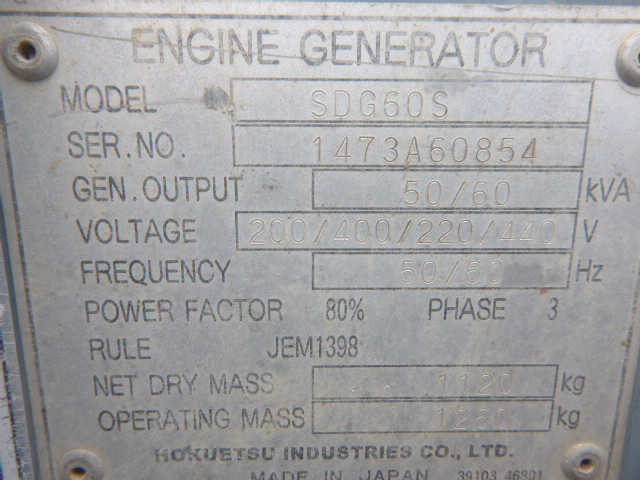 ENGINE GENERATOR
MODEL SDG60S
SER.NO. 1473A60854
GEN.OUTPUT 50/60 kVA
VOLTAGE 200/400/220/440 V
FREQUENCY 50/60 Hz
POWER FACTOR 80% PHASE 3
RULE JEM1398
NET DRY MASS 1120 kg
OPERATING MASS kg
HOKUETSU INDUSTRIES CO., LTD.
MADE IN JAPAN 39103 46801